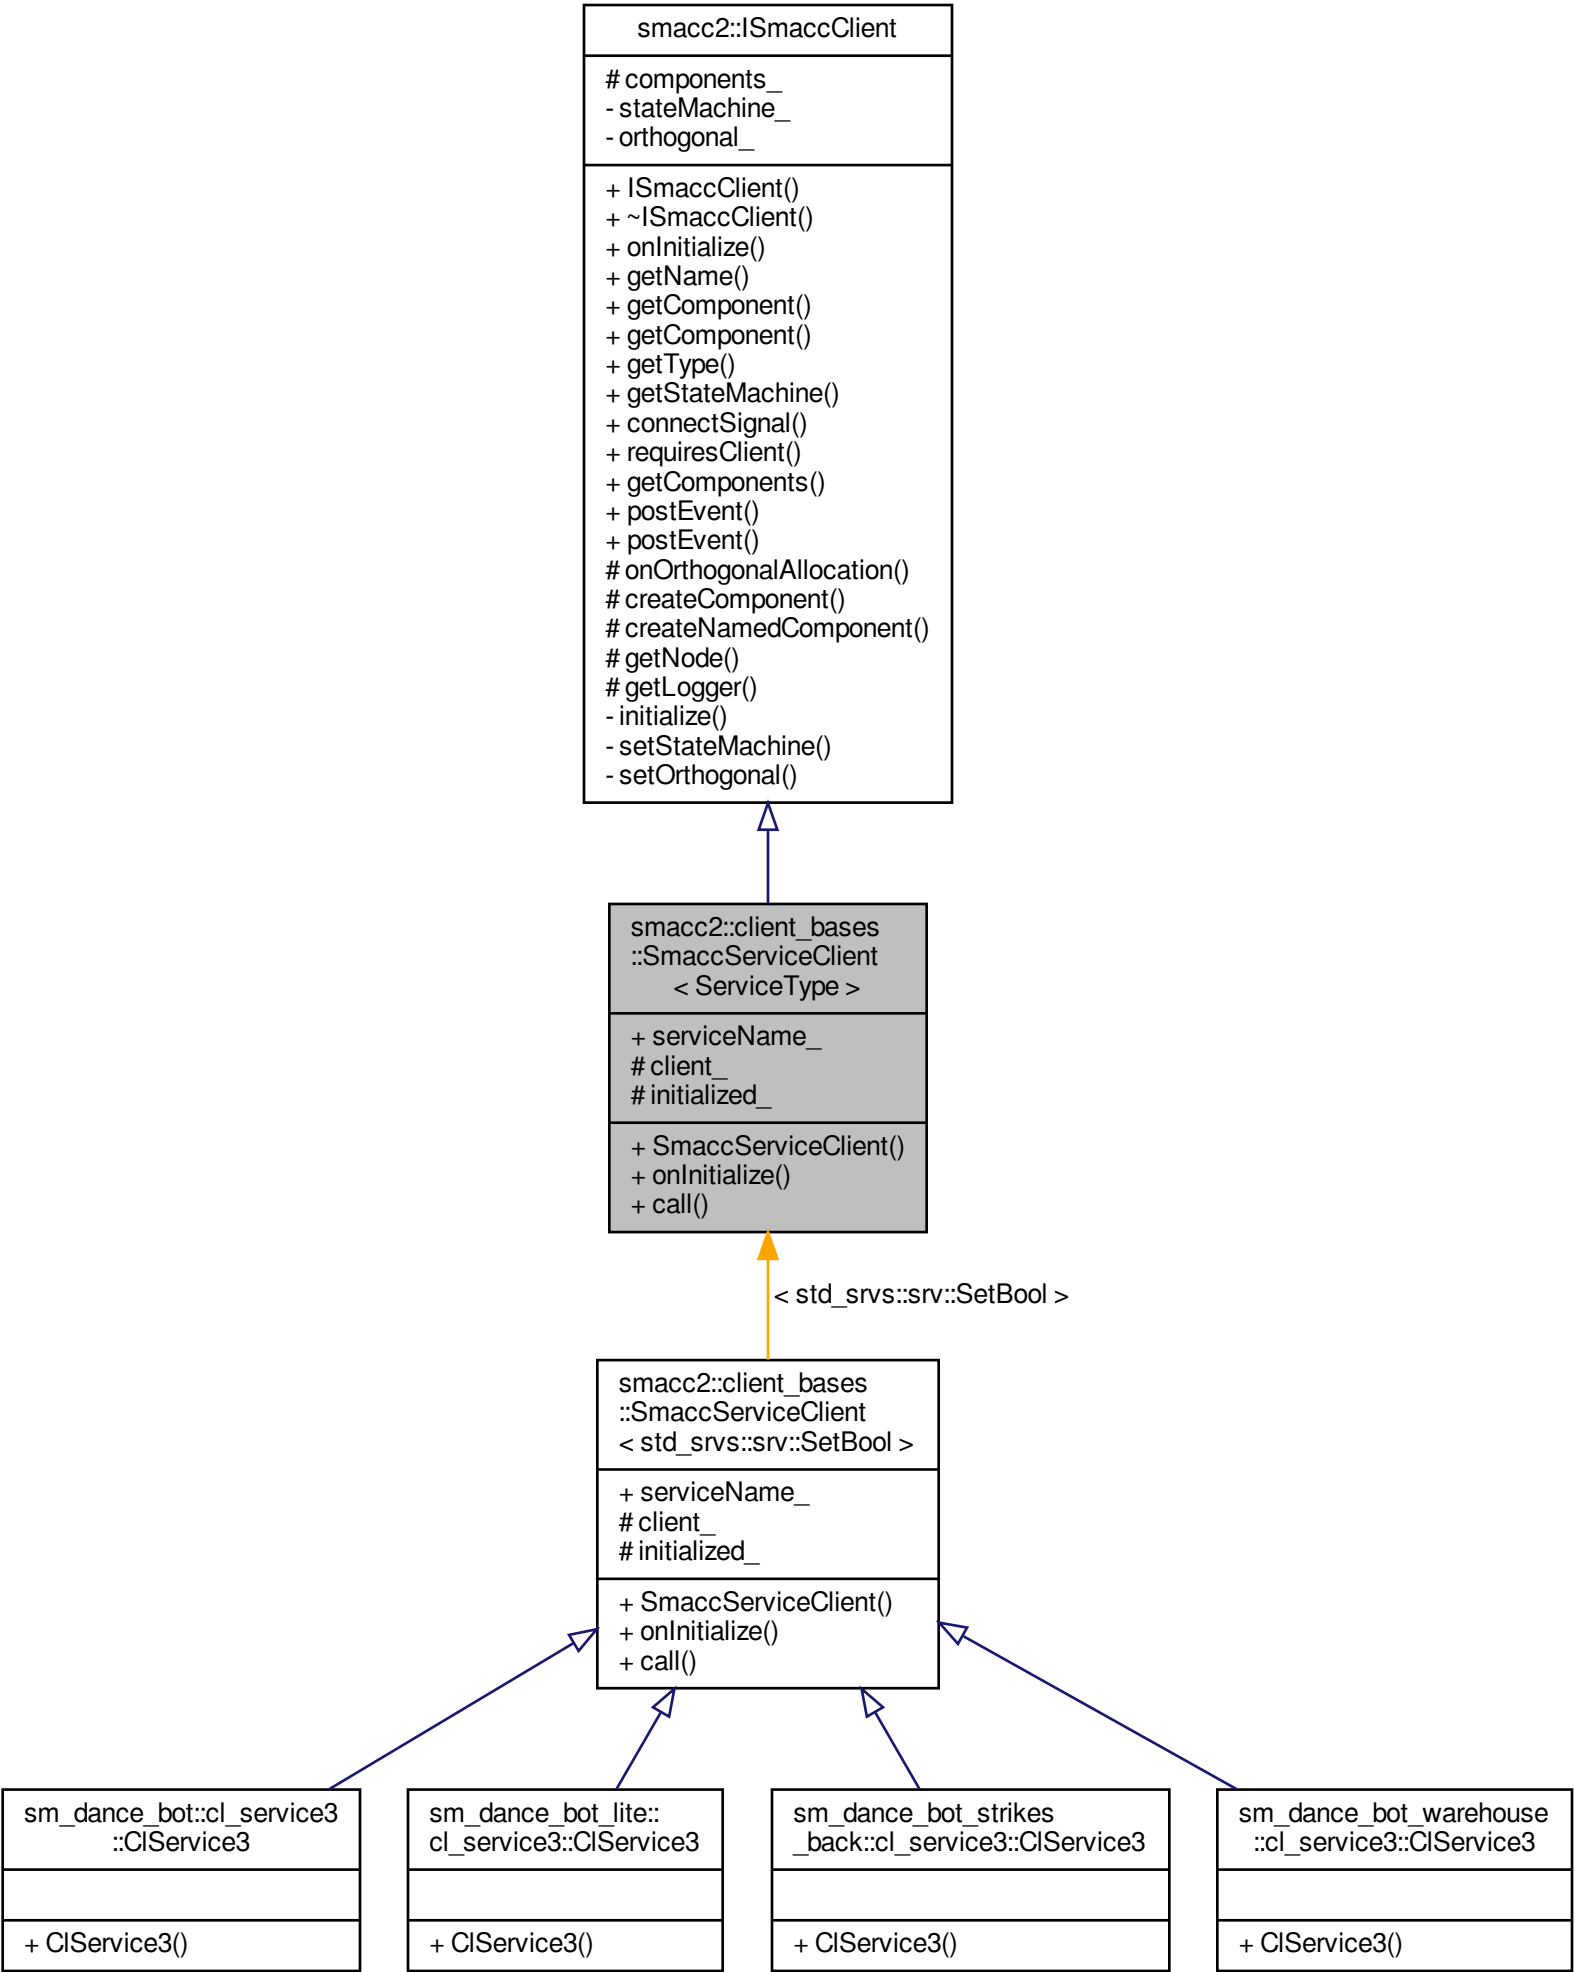 smacc2::ISmaccClient
# components_
- stateMachine_
- orthogonal_
+ ISmaccClient()
+ ~ISmaccClient()
+ onInitialize()
+ getName()
+ getComponent()
+ getComponent()
+ getType()
+ getStateMachine()
+ connectSignal()
+ requiresClient()
+ getComponents()
+ postEvent()
+ postEvent()
# onOrthogonalAllocation()
# createComponent()
# createNamedComponent()
# getNode()
# getLogger()
- initialize()
- setStateMachine()
- setOrthogonal()
smacc2::client_bases
::SmaccServiceClient
< ServiceType >
+ serviceName_
# client_
# initialized_
+ SmaccServiceClient()
+ onInitialize()
+ call()
< std_srvs::srv::SetBool >
smacc2::client_bases
::SmaccServiceClient
< std_srvs::srv::SetBool >
+ serviceName_
# client_
# initialized_
+ SmaccServiceClient()
+ onInitialize()
+ call()
sm_dance_bot::cl_service3
::ClService3
+ ClService3()
sm_dance_bot_lite::
cl_service3::ClService3
+ ClService3()
sm_dance_bot_strikes
_back::cl_service3::ClService3
+ ClService3()
sm_dance_bot_warehouse
::cl_service3::ClService3
+ ClService3()